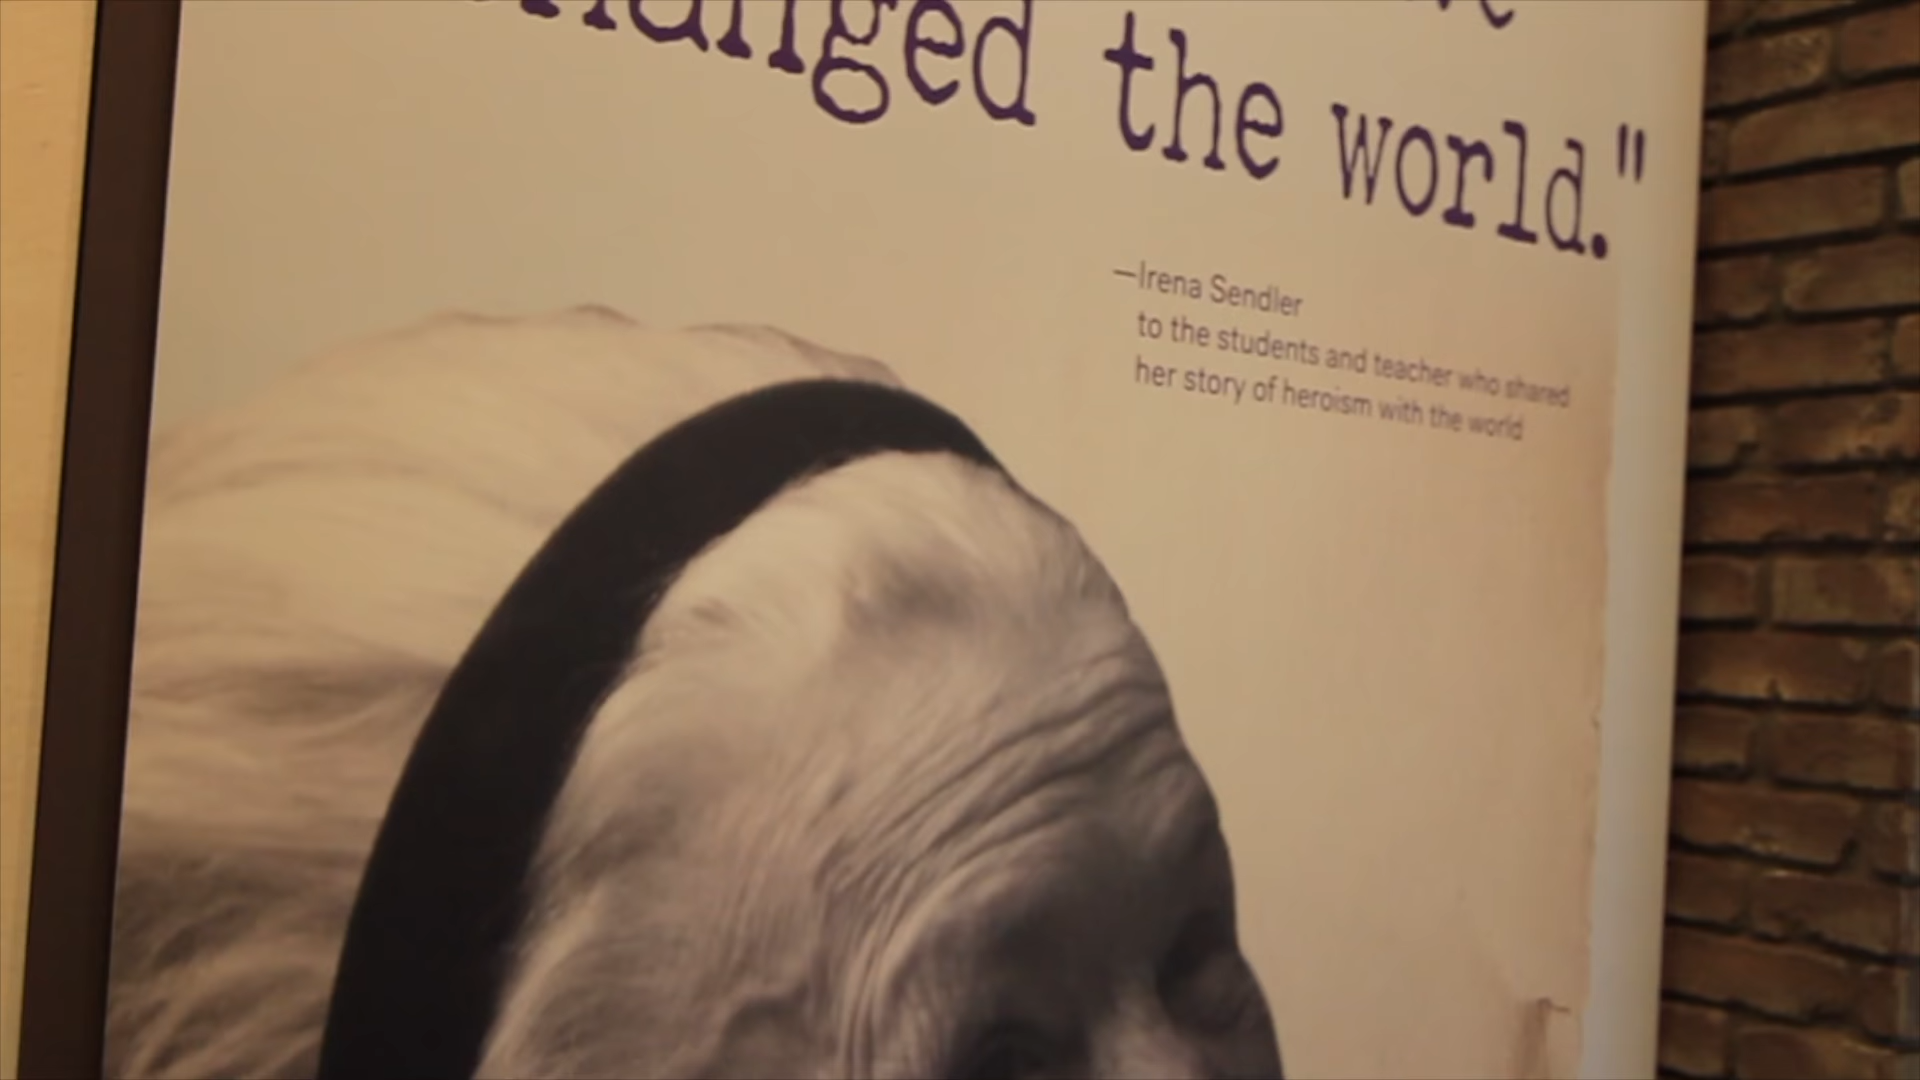 changed the world."
—Irena Sendler
to the students and teacher who shared
her story of heroism with the world